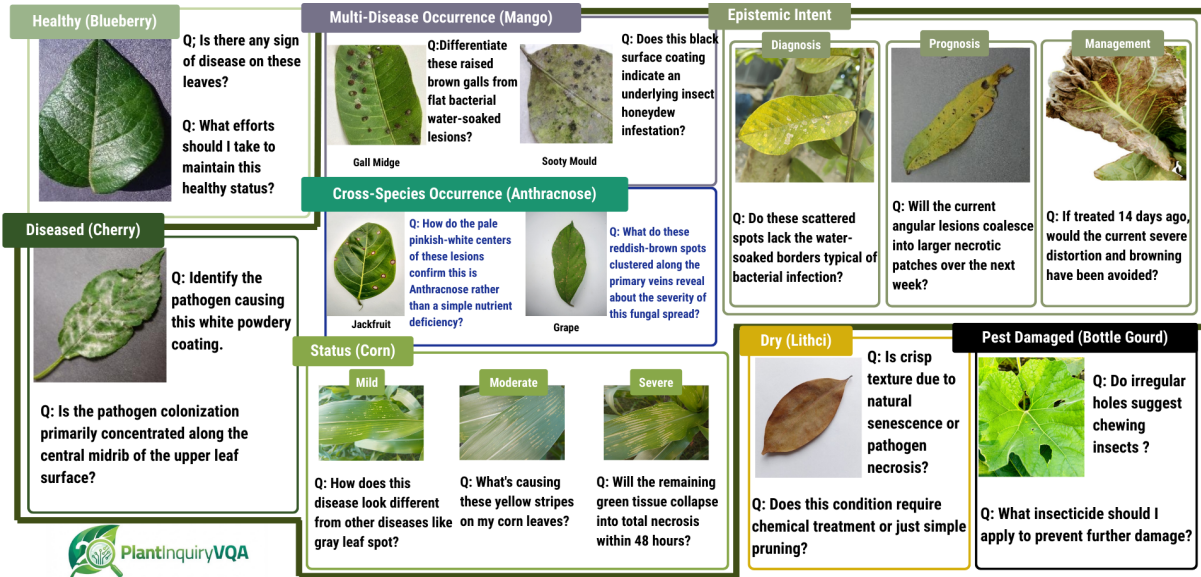 Healthy (Blueberry)
Q; Is there any sign
of disease on these
leaves?
Q: What efforts
should I take to
maintain this
healthy status?
Multi-Disease Occurrence (Mango)
Q:Differentiate
these raised
brown galls from
flat bacterial
water-soaked
lesions?
Gall Midge
Q: Does this black
surface coating
indicate an
underlying insect
honeydew
infestation?
Sooty Mould
Epistemic Intent
Diagnosis
Q: Do these scattered
spots lack the water-
soaked borders typical of
bacterial infection?
Prognosis
Q: Will the current
angular lesions coalesce
into larger necrotic
patches over the next
week?
Management
Q: If treated 14 days ago,
would the current severe
distortion and browning
have been avoided?
Cross-Species Occurrence (Anthracnose)
Q: How do the pale
pinkish-white centers
of these lesions
confirm this is
Anthracnose rather
than a simple nutrient
deficiency?
Jackfruit
Q: What do these
reddish-brown spots
clustered along the
primary veins reveal
about the severity of
this fungal spread?
Grape
Diseased (Cherry)
Q: Identify the
pathogen causing
this white powdery
coating.
Q: Is the pathogen colonization
primarily concentrated along the
central midrib of the upper leaf
surface?
Status (Corn)
Mild
Q: How does this
disease look different
from other diseases like
gray leaf spot?
Moderate
Q: What's causing
these yellow stripes
on my corn leaves?
Severe
Q: Will the remaining
green tissue collapse
into total necrosis
within 48 hours?
Dry (Lithci)
Q: Is crisp
texture due to
natural
senescence or
pathogen
necrosis?
Q: Does this condition require
chemical treatment or just simple
pruning?
Pest Damaged (Bottle Gourd)
Q: Do irregular
holes suggest
chewing
insects ?
Q: What insecticide should I
apply to prevent further damage?
PlantInquiryVQA